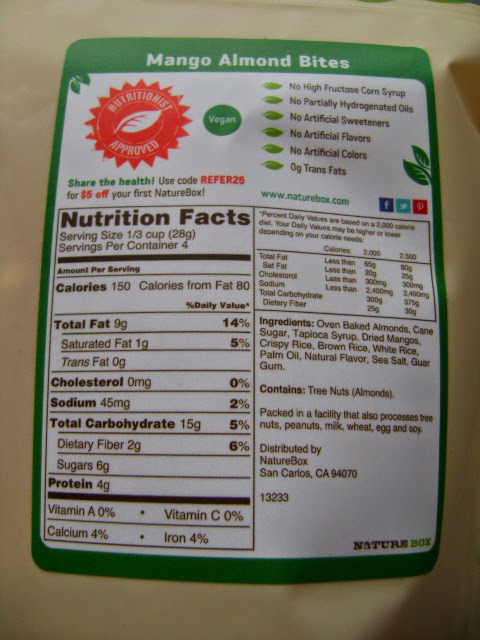 Mango Almond Bites
NUTRITIONIST
APPROVED
Vegan
No High Fructose Corn Syrup
No Partially Hydrogenated Oils
No Artificial Sweeteners
No Artificial Flavors
No Artificial Colors
0g Trans Fats
Share the health! Use code REFER25
for $5 off your first NatureBox!
www.naturebox.com
Nutrition Facts
Serving Size 1/3 cup (28g)
Servings Per Container 4
Amount Per Serving
Calories 150 Calories from Fat 80
%Daily Value*
Total Fat 9g 14%
Saturated Fat 1g 5%
Trans Fat 0g
Cholesterol 0mg 0%
Sodium 45mg 2%
Total Carbohydrate 15g 5%
Dietary Fiber 2g 6%
Sugars 6g
Protein 4g
Vitamin A 0% • Vitamin C 0%
Calcium 4% • Iron 4%
*Percent Daily Values are based on a 2,000 calorie
diet. Your Daily Values may be higher or lower
depending on your calorie needs:
Calories: 2,000 2,500
Total Fat Less than 65g 80g
Sat Fat Less than 20g 25g
Cholesterol Less than 300mg 300mg
Sodium Less than 2,400mg 2,400mg
Total Carbohydrate 300g 375g
Dietary Fiber 25g 30g
Ingredients: Oven Baked Almonds, Cane
Sugar, Tapioca Syrup, Dried Mangos,
Crispy Rice, Brown Rice, White Rice,
Palm Oil, Natural Flavor, Sea Salt, Guar
Gum.
Contains: Tree Nuts (Almonds).
Packed in a facility that also processes tree
nuts, peanuts, milk, wheat, egg and soy.
Distributed by
NatureBox
San Carlos, CA 94070
13233
NATURE BOX